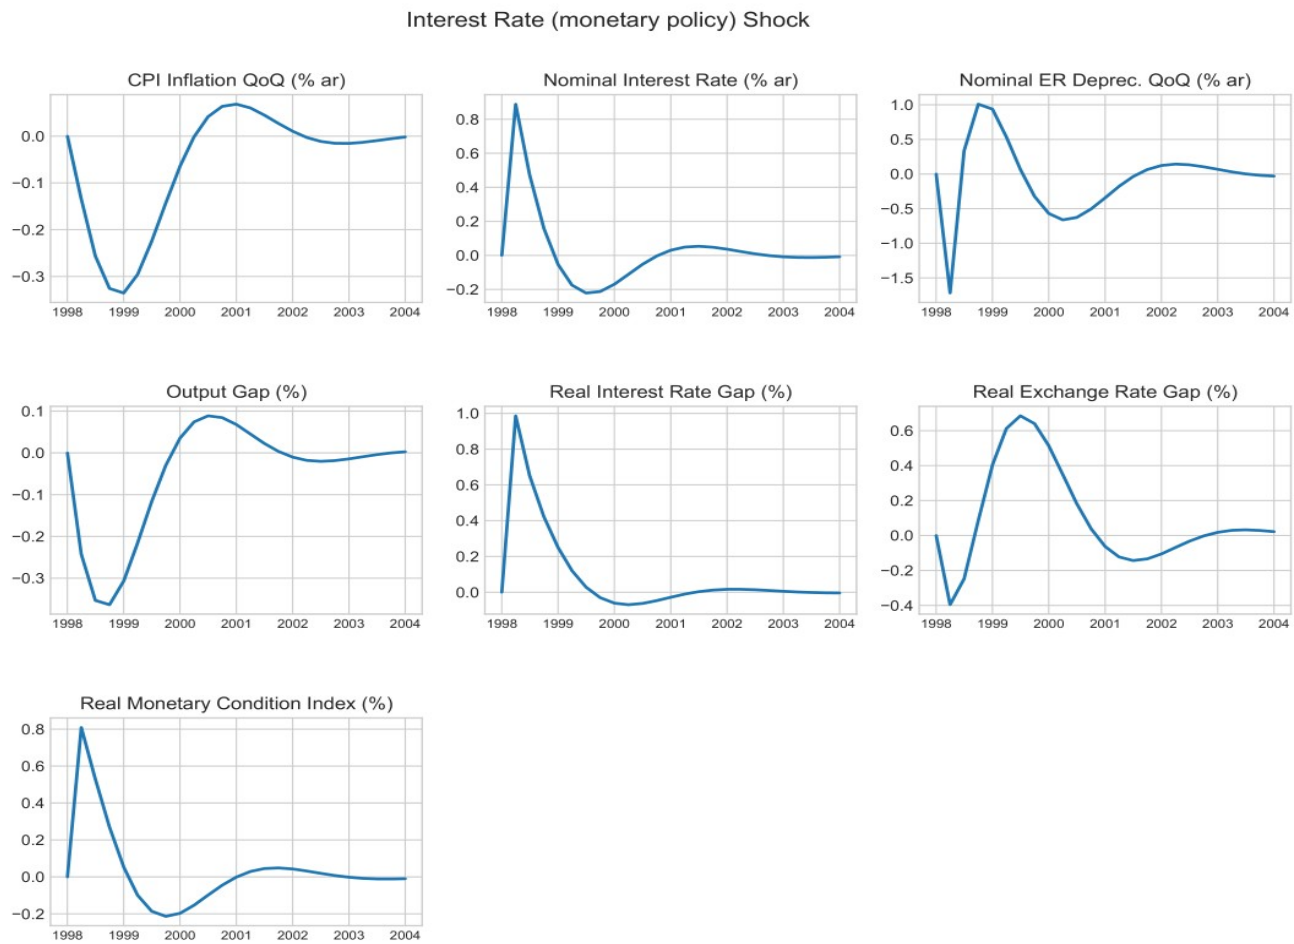 Interest Rate (monetary policy) Shock
CPI Inflation QoQ (% ar)
0.0
−0.1
−0.2
−0.3
1998 1999 2000 2001 2002 2003 2004
Nominal Interest Rate (% ar)
0.8
0.6
0.4
0.2
0.0
−0.2
1998 1999 2000 2001 2002 2003 2004
Nominal ER Deprec. QoQ (% ar)
1.0
0.5
0.0
−0.5
−1.0
−1.5
1998 1999 2000 2001 2002 2003 2004
Output Gap (%)
0.1
0.0
−0.1
−0.2
−0.3
1998 1999 2000 2001 2002 2003 2004
Real Interest Rate Gap (%)
1.0
0.8
0.6
0.4
0.2
0.0
1998 1999 2000 2001 2002 2003 2004
Real Exchange Rate Gap (%)
0.6
0.4
0.2
0.0
−0.2
−0.4
1998 1999 2000 2001 2002 2003 2004
Real Monetary Condition Index (%)
0.8
0.6
0.4
0.2
0.0
−0.2
1998 1999 2000 2001 2002 2003 2004